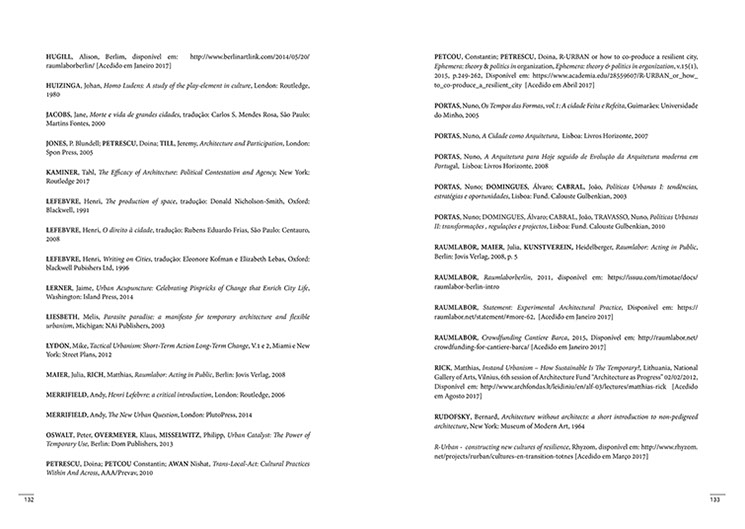 HUGILL, Alison, Berlim, disponível em: http://www.berlinartlink.com/2014/05/20/
raumlaborberlin/ [Acedido em Janeiro 2017]
HUIZINGA, Johan, Homo Ludens: A study of the play-element in culture, London: Routledge,
1980
JACOBS, Jane, Morte e vida de grandes cidades, tradução: Carlos S. Mendes Rosa, São Paulo:
Martins Fontes, 2000
JONES, P. Blundell; PETRESCU, Doina; TILL, Jeremy, Architecture and Participation, London:
Spon Press, 2005
KAMINER, Tahl, The Efficacy of Architecture: Political Contestation and Agency, New York:
Routledge 2017
LEFEBVRE, Henri, The production of space, tradução: Donald Nicholson-Smith, Oxford:
Blackwell, 1991
LEFEBVRE, Henri, O direito à cidade, tradução: Rubens Eduardo Frias, São Paulo: Centauro,
2008
LEFEBVRE, Henri, Writing on Cities, tradução: Eleonore Kofman e Elizabeth Lebas, Oxford:
Blackwell Pubishers Ltd, 1996
LERNER, Jaime, Urban Acupuncture: Celebrating Pinpricks of Change that Enrich City Life,
Washington: Island Press, 2014
LIESBETH, Melis, Parasite paradise: a manifesto for temporary architecture and flexible
urbanism, Michigan: NAi Publishers, 2003
LYDON, Mike, Tactical Urbanism: Short-Term Action Long-Term Change, V.1 e 2, Miami e New
York: Street Plans, 2012
MAIER, Julia, RICH, Matthias, Raumlabor: Acting in Public, Berlin: Jovis Verlag, 2008
MERRIFIELD, Andy, Henri Lefebvre: a critical introduction, London: Routledge, 2006
MERRIFIELD, Andy, The New Urban Question, London: PlutoPress, 2014
OSWALT, Peter, OVERMEYER, Klaus, MISSELWITZ, Philipp, Urban Catalyst: The Power of
Temporary Use, Berlin: Dom Publishers, 2013
PETRESCU, Doina; PETCOU Constantin; AWAN Nishat, Trans-Local-Act: Cultural Practices
Within And Across, AAA/Prevav, 2010
132
PETCOU, Constantin; PETRESCU, Doina, R-URBAN or how to co-produce a resilient city,
Ephemera: theory & politics in organization, Ephemera: theory & politics in organization, v.15(1),
2015, p.249-262, Disponível em: https://www.academia.edu/28359607/R-URBAN_or_how_
to_co-produce_a_resilient_city [Acedido em Abril 2017]
PORTAS, Nuno, Os Tempos das Formas, vol.1: A cidade Feita e Refeita, Guimarães: Universidade
do Minho, 2005
PORTAS, Nuno, A Cidade como Arquitetura, Lisboa: Livros Horizonte, 2007
PORTAS, Nuno, A Arquitetura para Hoje seguido de Evolução da Arquitetura moderna em
Portugal, Lisboa: Livros Horizonte, 2008
PORTAS, Nuno; DOMINGUES, Álvaro; CABRAL, João, Políticas Urbanas I: tendências,
estratégias e oportunidades, Lisboa: Fund. Calouste Gulbenkian, 2003
PORTAS, Nuno; DOMINGUES, Álvaro; CABRAL, João, TRAVASSO, Nuno, Políticas Urbanas
II: transformações , regulações e projectos, Lisboa: Fund. Calouste Gulbenkian, 2010
RAUMLABOR, MAIER, Julia, KUNSTVEREIN, Heidelberger, Raumlabor: Acting in Public,
Berlim: Jovis Verlag, 2008, p. 5
RAUMLABOR, Raumlaborberlin, 2011, disponível em: https://issuu.com/timotae/docs/
raumlabor-berlin-intro
RAUMLABOR, Statement: Experimental Architectural Practice, Disponível em: https://
raumlabor.net/statement/#more-62, [Acedido em Janeiro 2017]
RAUMLABOR, Crowdfunding Cantiere Barca, 2015, Disponível em: http://raumlabor.net/
crowdfunding-for-cantiere-barca/ [Acedido em Janeiro 2017]
RICK, Matthias, Instand Urbanism – How Sustainable Is The Temporary?, Lithuania, National
Gallery of Arts, Vilnius, 6th session of Architecture Fund “Architecture as Progress” 02/02/2012,
Disponível em: http://www.archfondas.lt/leidiniu/en/alf-03/lectures/matthias-rick [Acedido
em Agosto 2017]
RUDOFSKY, Bernard, Architecture without architects: a short introduction to non-pedigreed
architecture, New York: Museum of Modern Art, 1964
R-Urban - constructing new cultures of resilience, Rhyzom, disponível em: http://www.rhyzom.
net/projects/rurban/cultures-en-transition-totnes [Acedido em Março 2017]
133